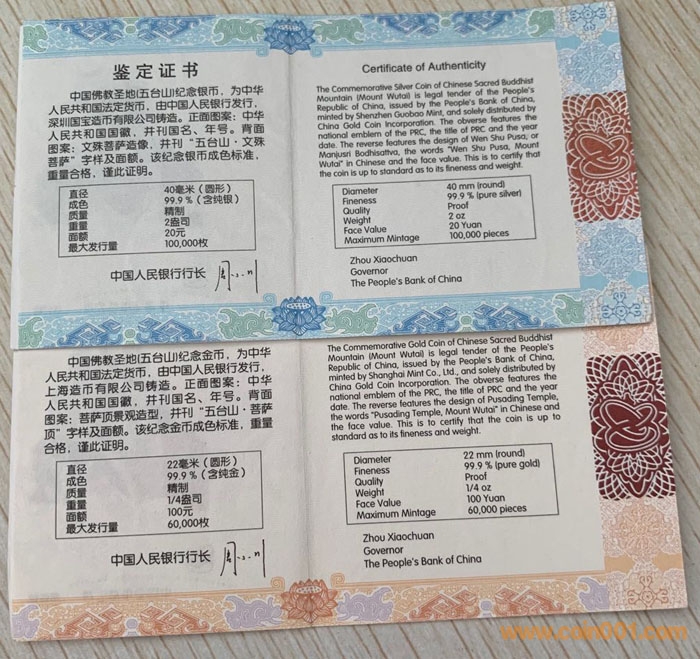 鉴定证书
中国佛教圣地(五台山)纪念银币，为中华
人民共和国法定货币，由中国人民银行发行，
深圳国宝造币有限公司铸造。正面图案：中华
人民共和国国徽，并刊国名、年号。背面
图案：文殊菩萨造像，并刊“五台山·文殊
菩萨”字样及面额。该纪念银币成色标准，
重量合格，谨此证明。
直径 40毫米（圆形）
成色 99.9%（含纯银）
质量 精制
重量 2盎司
面额 20元
最大发行量 100,000枚
中国人民银行行长
Certificate of Authenticity
The Commemorative Silver Coin of Chinese Sacred Buddhist
Mountain (Mount Wutai) is legal tender of the People's
Republic of China, issued by the People's Bank of China,
minted by Shenzhen Guobao Mint, and solely distributed by
China Gold Coin Incorporation. The obverse features the
national emblem of the PRC, the title of PRC and the year
date. The reverse features the design of Wen Shu Pusa, or
Manjusri Bodhisattva, the words "Wen Shu Pusa, Mount
Wutai" in Chinese and the face value. This is to certify that
the coin is up to standard as to its fineness and weight.
Diameter 40 mm (round)
Fineness 99.9 % (pure silver)
Quality Proof
Weight 2 oz
Face Value 20 Yuan
Maximum Mintage 100,000 pieces
Zhou Xiaochuan
Governor
The People's Bank of China
中国佛教圣地(五台山)纪念金币，为中华
人民共和国法定货币，由中国人民银行发行，
上海造币有限公司铸造。正面图案：中华
人民共和国国徽，并刊国名、年号。背面
图案：菩萨顶景观造型，并刊“五台山·菩萨
顶”字样及面额。该纪念金币成色标准，重量
合格，谨此证明。
直径 22毫米（圆形）
成色 99.9%（含纯金）
质量 精制
重量 1/4盎司
面额 100元
最大发行量 60,000枚
中国人民银行行长
The Commemorative Gold Coin of Chinese Sacred Buddhist
Mountain (Mount Wutai) is legal tender of the People's
Republic of China, issued by the People's Bank of China,
minted by Shanghai Mint Co., Ltd., and solely distributed by
China Gold Coin Incorporation. The obverse features the
national emblem of the PRC, the title of PRC and the year
date. The reverse features the design of Pusading Temple,
the words "Pusading Temple, Mount Wutai" in Chinese and
the face value. This is to certify that the coin is up to
standard as to its fineness and weight.
Diameter 22 mm (round)
Fineness 99.9 % (pure gold)
Quality Proof
Weight 1/4 oz
Face Value 100 Yuan
Maximum Mintage 60,000 pieces
Zhou Xiaochuan
Governor
The People's Bank of China
www.coin001.com